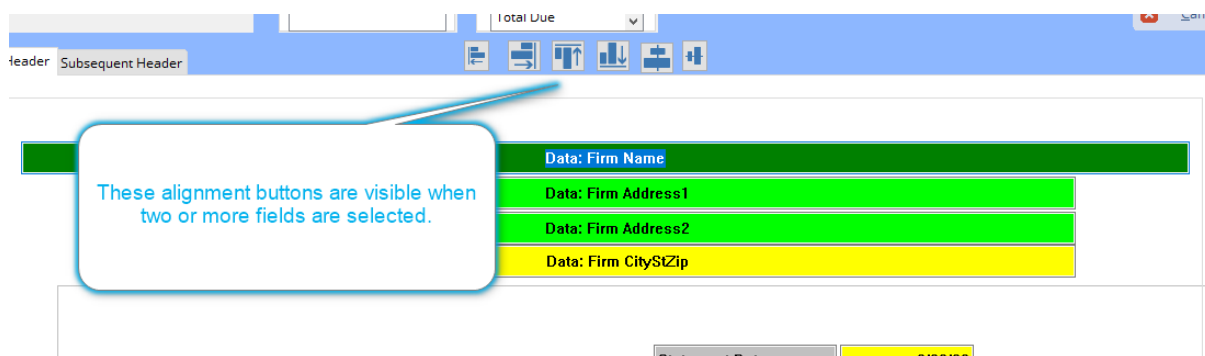 Total Due
Header
Subsequent Header
Data: Firm Name
These alignment buttons are visible when
two or more fields are selected.
Data: Firm Address1
Data: Firm Address2
Data: Firm CityStZip